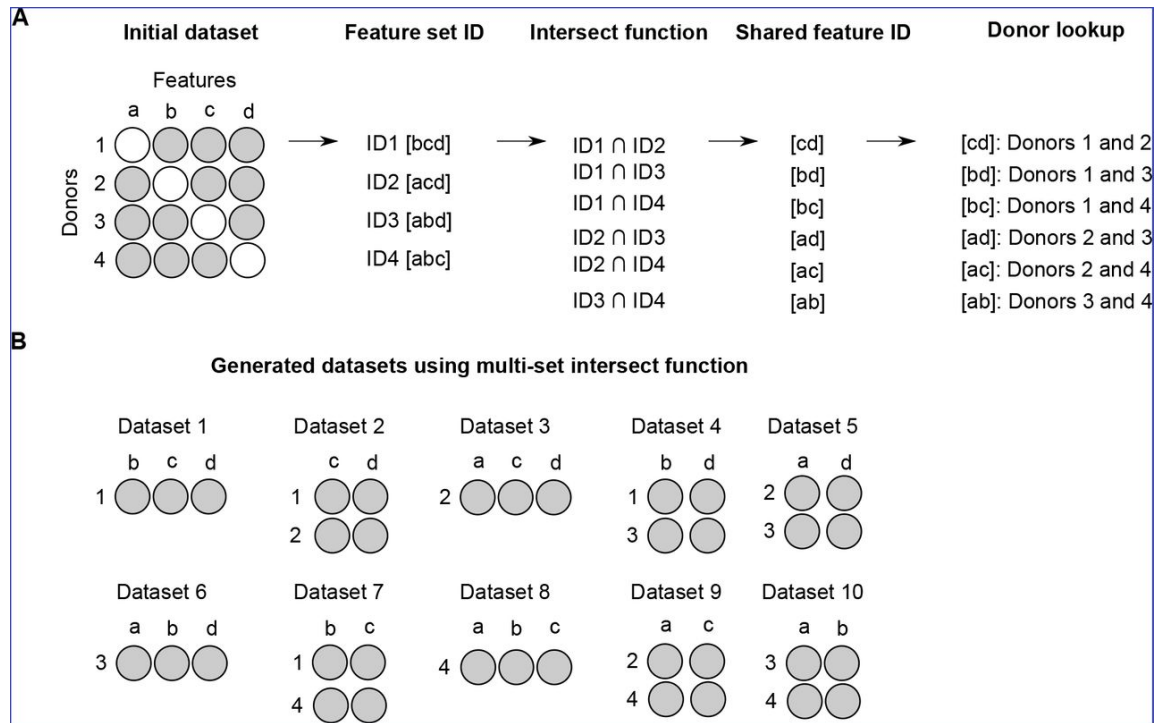 A
Initial dataset Feature set ID Intersect function Shared feature ID Donor lookup
Features
a b c d
Donors
1 ID1 [bcd] ID1 ∩ ID2 [cd] [cd]: Donors 1 and 2
ID1 ∩ ID3 [bd] [bd]: Donors 1 and 3
2 ID2 [acd]
ID1 ∩ ID4 [bc] [bc]: Donors 1 and 4
3 ID3 [abd]
ID2 ∩ ID3 [ad] [ad]: Donors 2 and 3
4 ID4 [abc] ID2 ∩ ID4 [ac] [ac]: Donors 2 and 4
ID3 ∩ ID4 [ab] [ab]: Donors 3 and 4
B
Generated datasets using multi-set intersect function
Dataset 1 Dataset 2 Dataset 3 Dataset 4 Dataset 5
b c d c d a c d b d a d
1 1 2 1 2
2 3 3
Dataset 6 Dataset 7 Dataset 8 Dataset 9 Dataset 10
a b d b c a b c a c a b
3 1 4 2 3
4 4 4